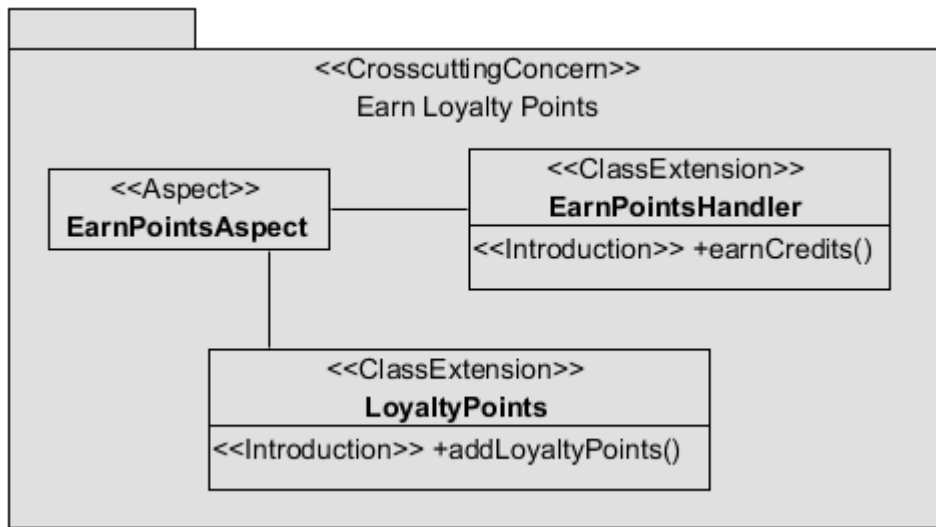 <<CrosscuttingConcern>>
Earn Loyalty Points
<<Aspect>>
EarnPointsAspect
<<ClassExtension>>
EarnPointsHandler
<<Introduction>> +earnCredits()
<<ClassExtension>>
LoyaltyPoints
<<Introduction>> +addLoyaltyPoints()